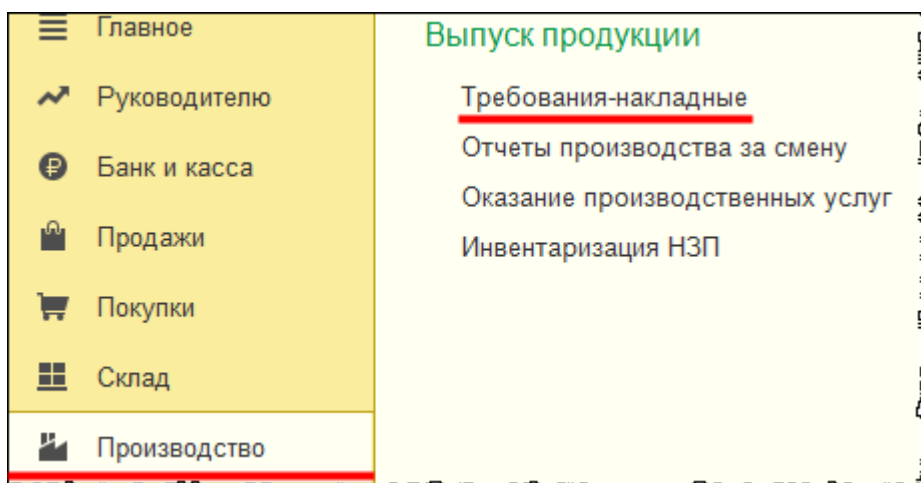 Главное
Руководителю
Банк и касса
Продажи
Покупки
Склад
Производство
Выпуск продукции
Требования-накладные
Отчеты производства за смену
Оказание производственных услуг
Инвентаризация НЗП